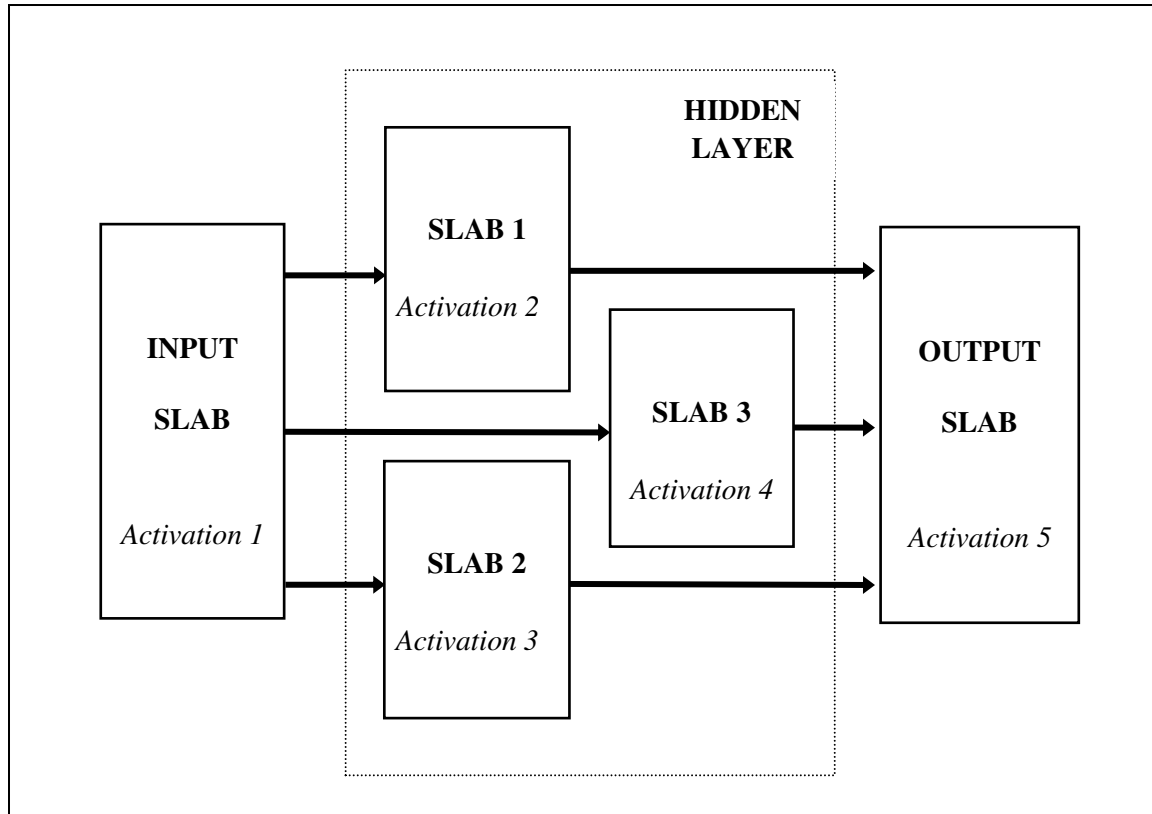 HIDDEN
LAYER
INPUT
SLAB
Activation 1
SLAB 1
Activation 2
SLAB 3
Activation 4
SLAB 2
Activation 3
OUTPUT
SLAB
Activation 5